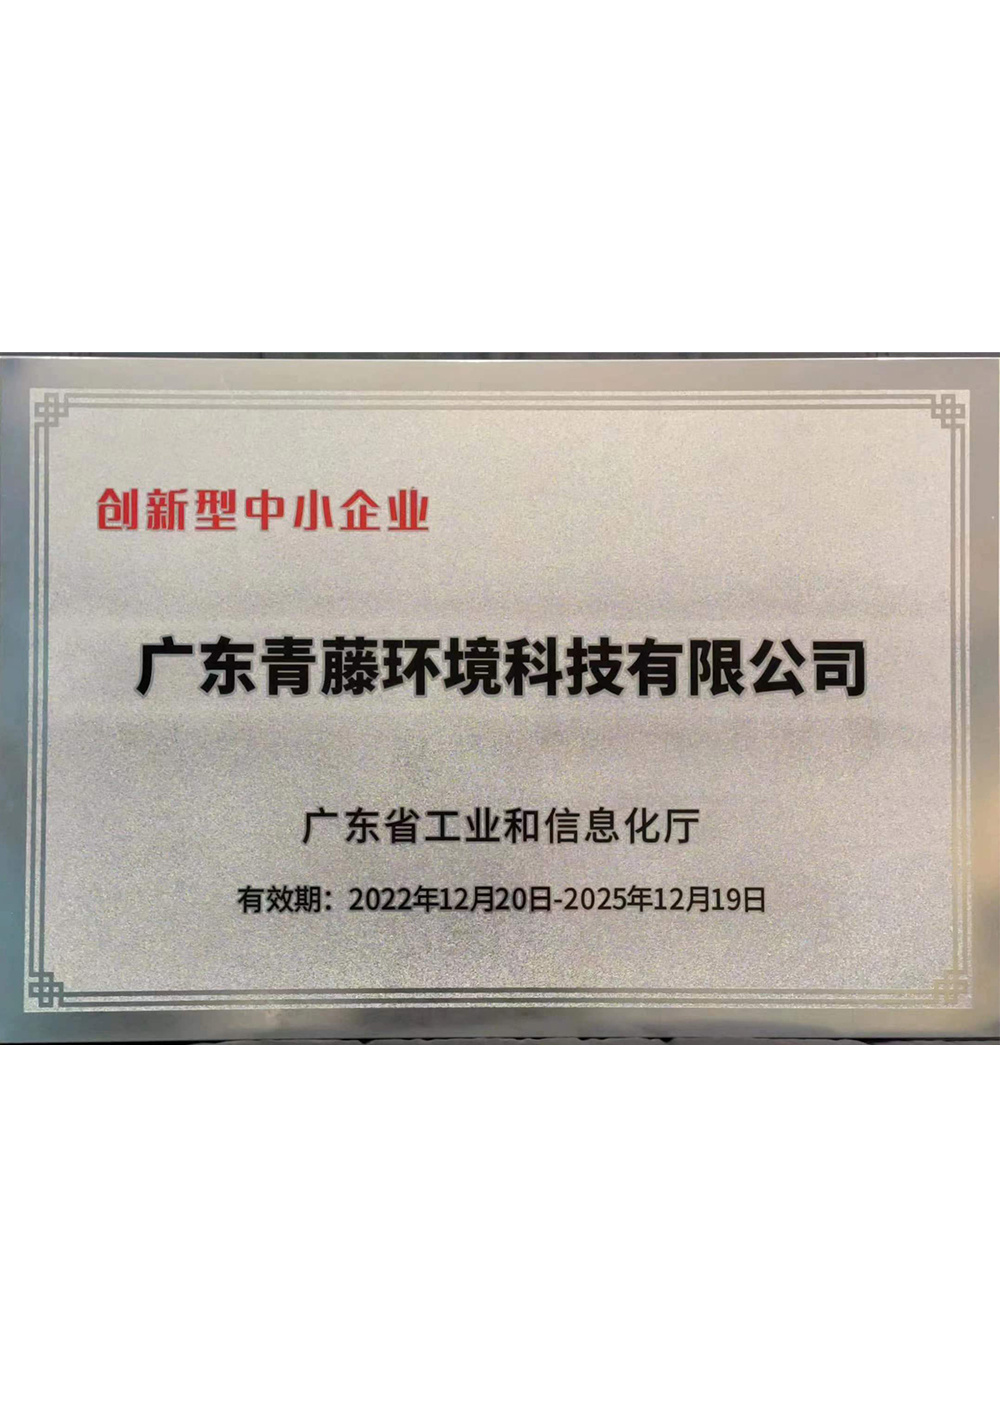 创新型中小企业
广东青藤环境科技有限公司
广东省工业和信息化厅
有效期：2022年12月20日-2025年12月19日